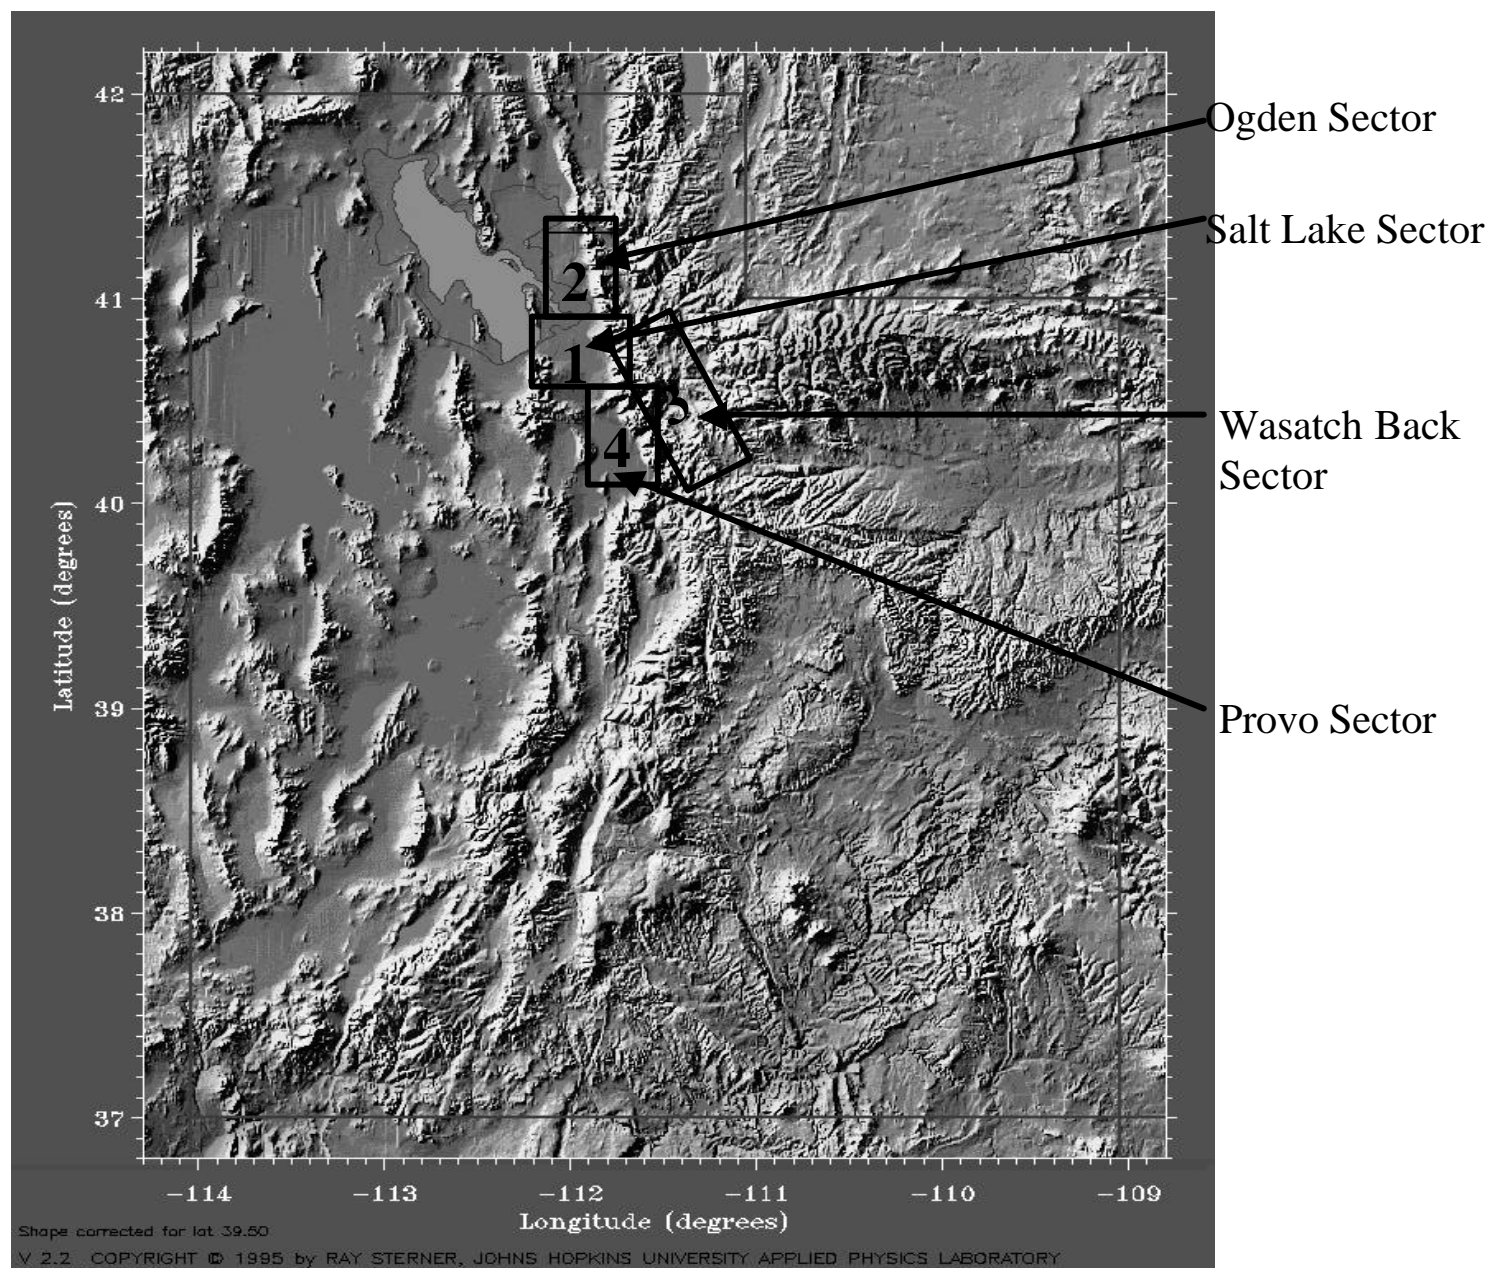 Ogden Sector
Salt Lake Sector
Wasatch Back
Sector
Provo Sector
2
1
3
4
42
41
40
39
38
37
Latitude (degrees)
-114 -113 -112 -111 -110 -109
Longitude (degrees)
Shape corrected for lat 39.50
V 2.2 COPYRIGHT © 1995 by RAY STERNER, JOHNS HOPKINS UNIVERSITY APPLIED PHYSICS LABORATORY